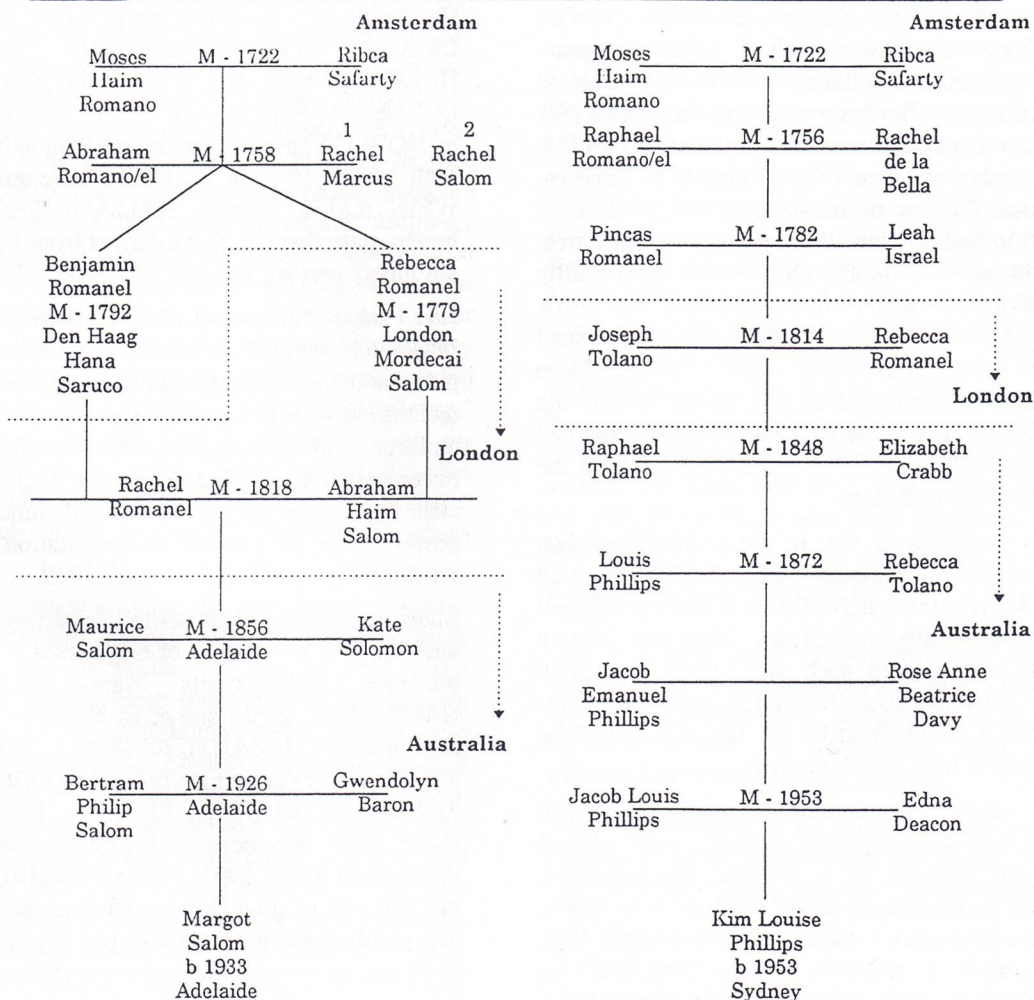 Amsterdam
Moses M - 1722 Ribca
Haim Safarty
Romano
1 2
Abraham M - 1758 Rachel Rachel
Romano/el Marcus Salom
Benjamin Rebecca
Romanel Romanel
M - 1792 M - 1779
Den Haag London
Hana Mordecai
Saruco Salom
London
Rachel M - 1818 Abraham
Romanel Haim
Salom
Maurice M - 1856 Kate
Salom Adelaide Solomon
Australia
Bertram M - 1926 Gwendolyn
Philip Adelaide Baron
Salom
Margot
Salom
b 1933
Adelaide
Amsterdam
Moses M - 1722 Ribca
Haim Safarty
Romano
Raphael M - 1756 Rachel
Romano/el de la
Bella
Pincas M - 1782 Leah
Romanel Israel
Joseph M - 1814 Rebecca
Tolano Romanel
London
Raphael M - 1848 Elizabeth
Tolano Crabb
Louis M - 1872 Rebecca
Phillips Tolano
Australia
Jacob Rose Anne
Emanuel Beatrice
Phillips Davy
Jacob Louis M - 1953 Edna
Phillips Deacon
Kim Louise
Phillips
b 1953
Sydney